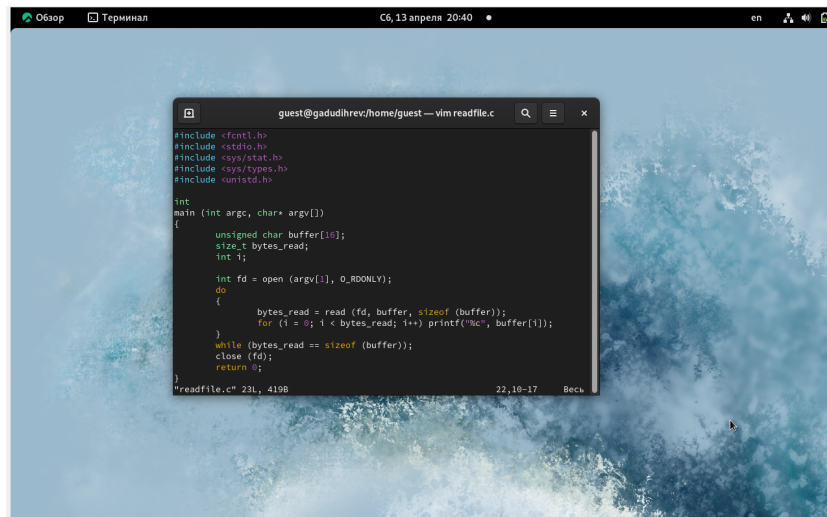 Обзор Терминал Сб, 13 апреля 20:40 en
guest@gadudihrev:/home/guest — vim readfile.c
#include <fcntl.h>
#include <stdio.h>
#include <sys/stat.h>
#include <sys/types.h>
#include <unistd.h>
int
main (int argc, char* argv[])
{
unsigned char buffer[16];
size_t bytes_read;
int i;
int fd = open (argv[1], O_RDONLY);
do
{
bytes_read = read (fd, buffer, sizeof (buffer));
for (i = 0; i < bytes_read; i++) printf("%c", buffer[i]);
}
while (bytes_read == sizeof (buffer));
close (fd);
return 0;
}
"readfile.c" 23L, 419B 22,10-17 Весь